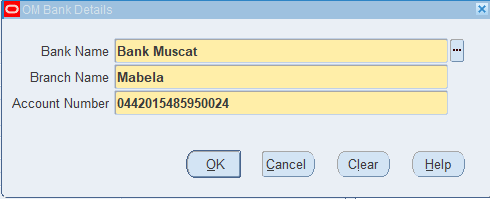 OM Bank Details
Bank Name Bank Muscat ...
Branch Name Mabela
Account Number 0442015485950024
OK Cancel Clear Help